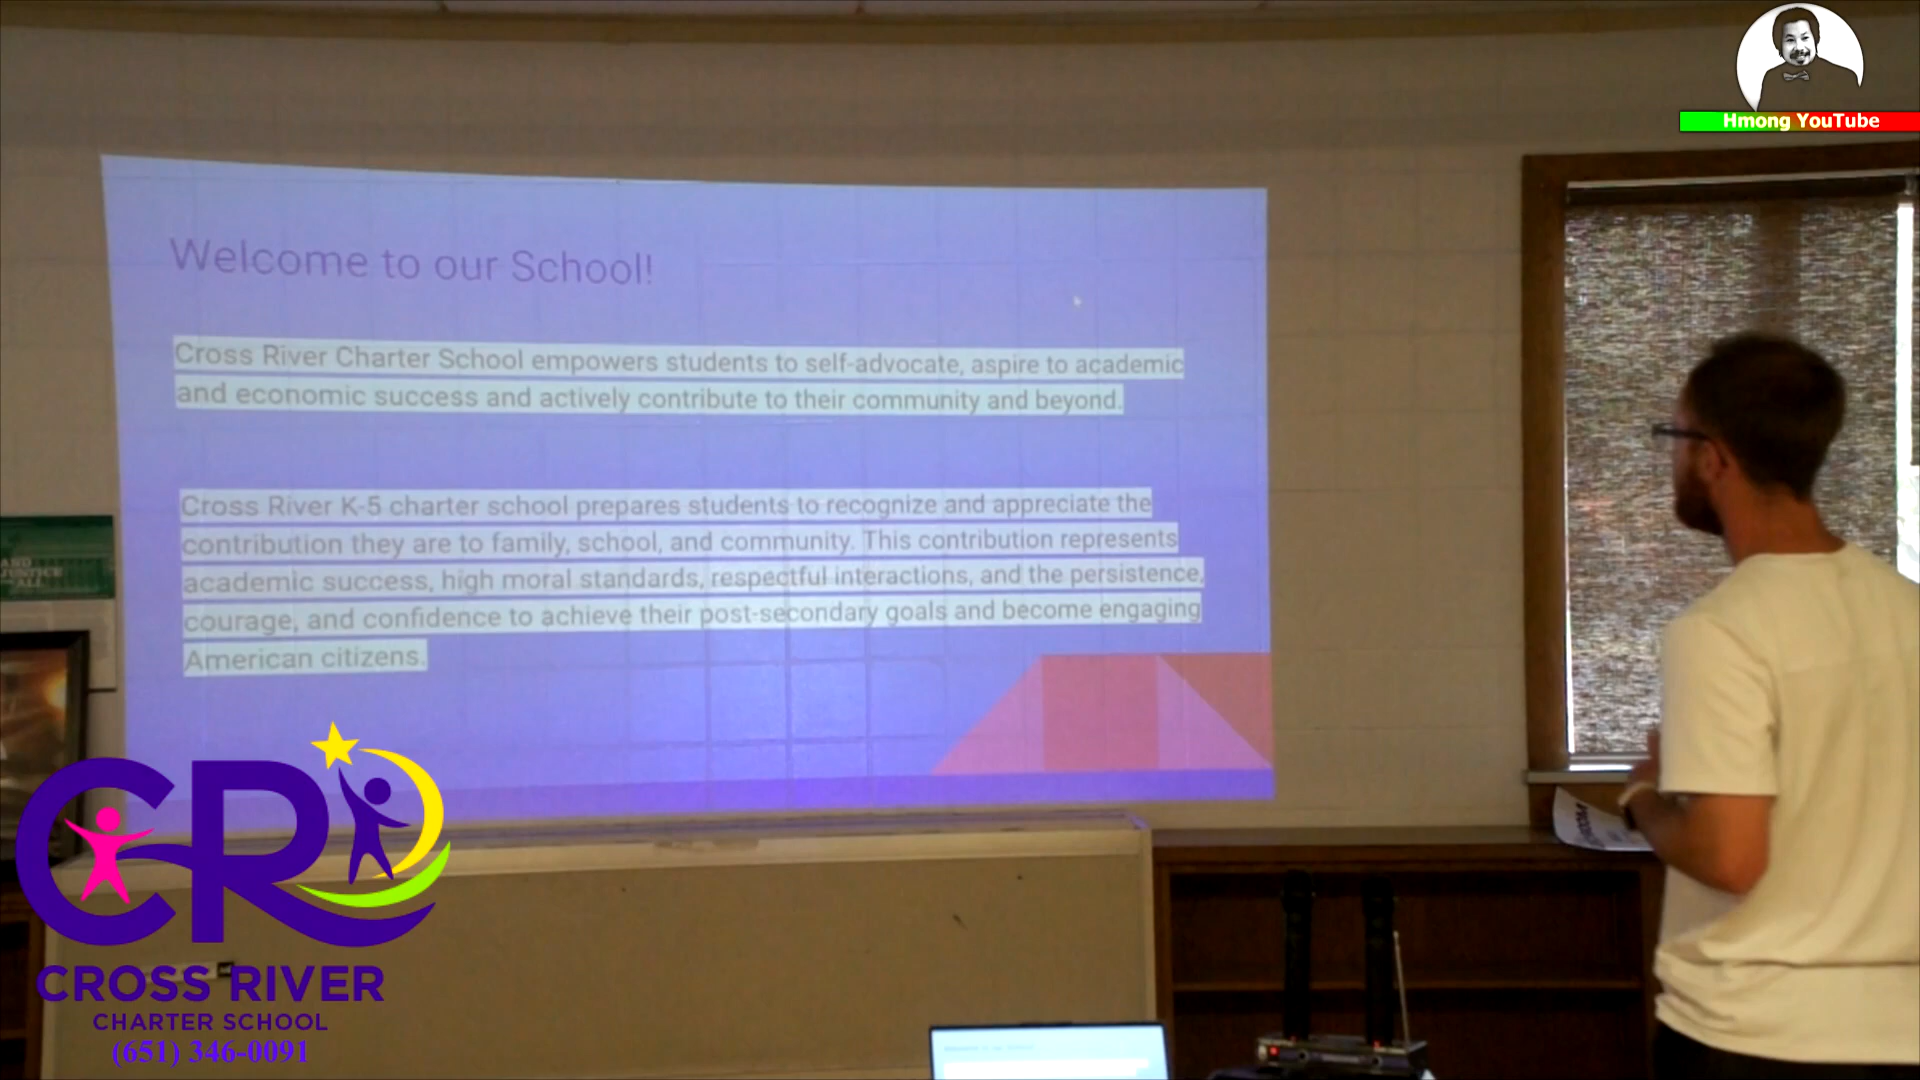 Hmong YouTube
Welcome to our School!
Cross River Charter School empowers students to self-advocate, aspire to academic
and economic success and actively contribute to their community and beyond.
Cross River K-5 charter school prepares students to recognize and appreciate the
contribution they are to family, school, and community. This contribution represents
academic success, high moral standards, respectful interactions, and the persistence,
courage, and confidence to achieve their post-secondary goals and become engaging
American citizens.
AND
JUSTICE
ALL
CR
CROSS RIVER
CHARTER SCHOOL
(651) 346-0091